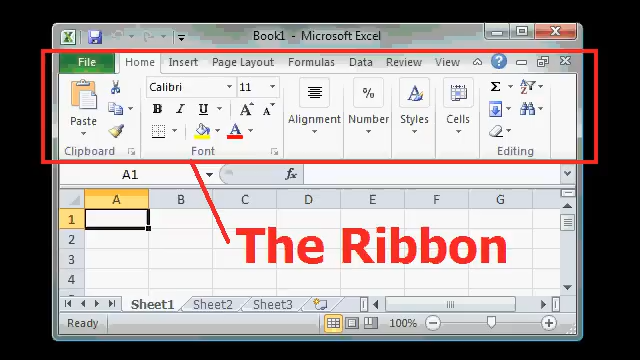 Book1 - Microsoft Excel
File Home Insert Page Layout Formulas Data Review View
Calibri 11
Paste B I U A A Alignment Number Styles Cells
Clipboard Font Editing
A1 fx
A B C D E F G
1
2
3
4
The Ribbon
Sheet1 Sheet2 Sheet3
Ready 100%